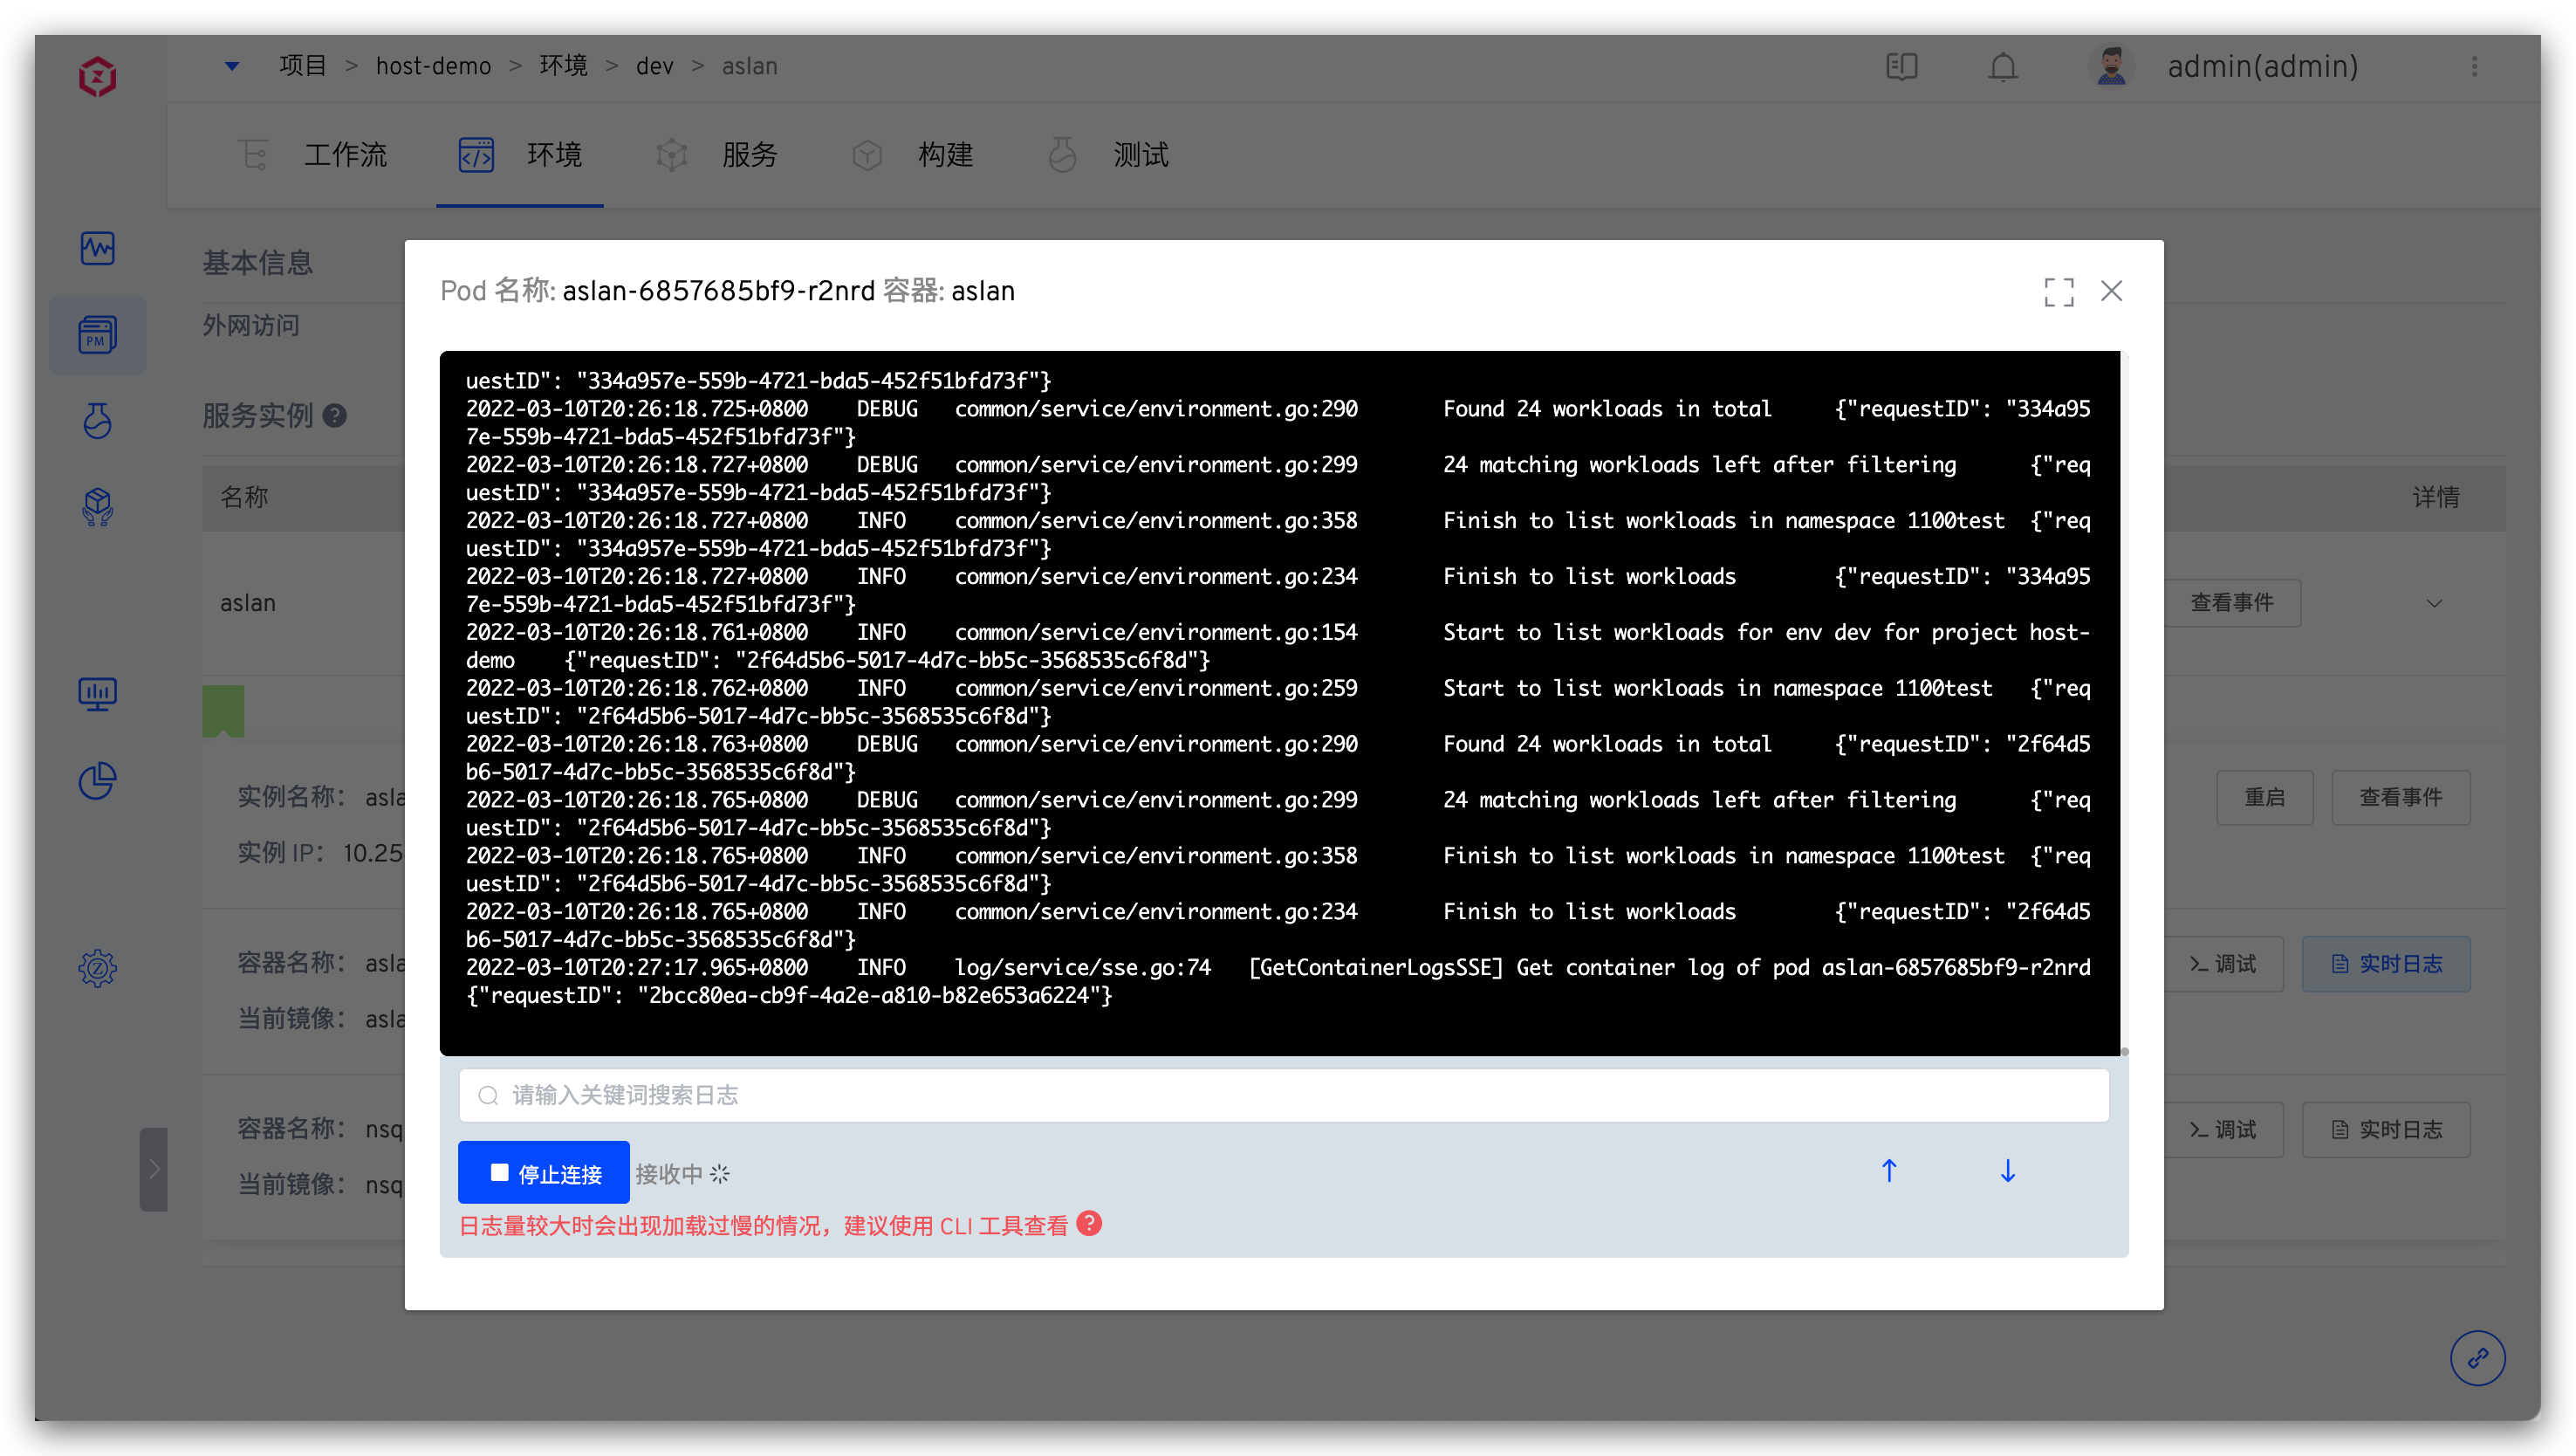 项目 > host-demo > 环境 > dev > aslan
admin(admin)
工作流 环境 服务 构建 测试
基本信息
外网访问
服务实例 ?
名称 详情
aslan 查看事件
实例名称： asla 重启 查看事件
实例 IP： 10.25
容器名称： asla >_ 调试 实时日志
当前镜像： asla
容器名称： nsq >_ 调试 实时日志
当前镜像： nsq
PM
Pod 名称: aslan-6857685bf9-r2nrd 容器: aslan
uestID": "334a957e-559b-4721-bda5-452f51bfd73f"}
2022-03-10T20:26:18.725+0800 DEBUG common/service/environment.go:290 Found 24 workloads in total {"requestID": "334a95
7e-559b-4721-bda5-452f51bfd73f"}
2022-03-10T20:26:18.727+0800 DEBUG common/service/environment.go:299 24 matching workloads left after filtering {"req
uestID": "334a957e-559b-4721-bda5-452f51bfd73f"}
2022-03-10T20:26:18.727+0800 INFO common/service/environment.go:358 Finish to list workloads in namespace 1100test {"req
uestID": "334a957e-559b-4721-bda5-452f51bfd73f"}
2022-03-10T20:26:18.727+0800 INFO common/service/environment.go:234 Finish to list workloads {"requestID": "334a95
7e-559b-4721-bda5-452f51bfd73f"}
2022-03-10T20:26:18.761+0800 INFO common/service/environment.go:154 Start to list workloads for env dev for project host-
demo {"requestID": "2f64d5b6-5017-4d7c-bb5c-3568535c6f8d"}
2022-03-10T20:26:18.762+0800 INFO common/service/environment.go:259 Start to list workloads in namespace 1100test {"req
uestID": "2f64d5b6-5017-4d7c-bb5c-3568535c6f8d"}
2022-03-10T20:26:18.763+0800 DEBUG common/service/environment.go:290 Found 24 workloads in total {"requestID": "2f64d5
b6-5017-4d7c-bb5c-3568535c6f8d"}
2022-03-10T20:26:18.765+0800 DEBUG common/service/environment.go:299 24 matching workloads left after filtering {"req
uestID": "2f64d5b6-5017-4d7c-bb5c-3568535c6f8d"}
2022-03-10T20:26:18.765+0800 INFO common/service/environment.go:358 Finish to list workloads in namespace 1100test {"req
uestID": "2f64d5b6-5017-4d7c-bb5c-3568535c6f8d"}
2022-03-10T20:26:18.765+0800 INFO common/service/environment.go:234 Finish to list workloads {"requestID": "2f64d5
b6-5017-4d7c-bb5c-3568535c6f8d"}
2022-03-10T20:27:17.965+0800 INFO log/service/sse.go:74 [GetContainerLogsSSE] Get container log of pod aslan-6857685bf9-r2nrd
{"requestID": "2bcc80ea-cb9f-4a2e-a810-b82e653a6224"}
请输入关键词搜索日志
停止连接 接收中
日志量较大时会出现加载过慢的情况，建议使用 CLI 工具查看 ?